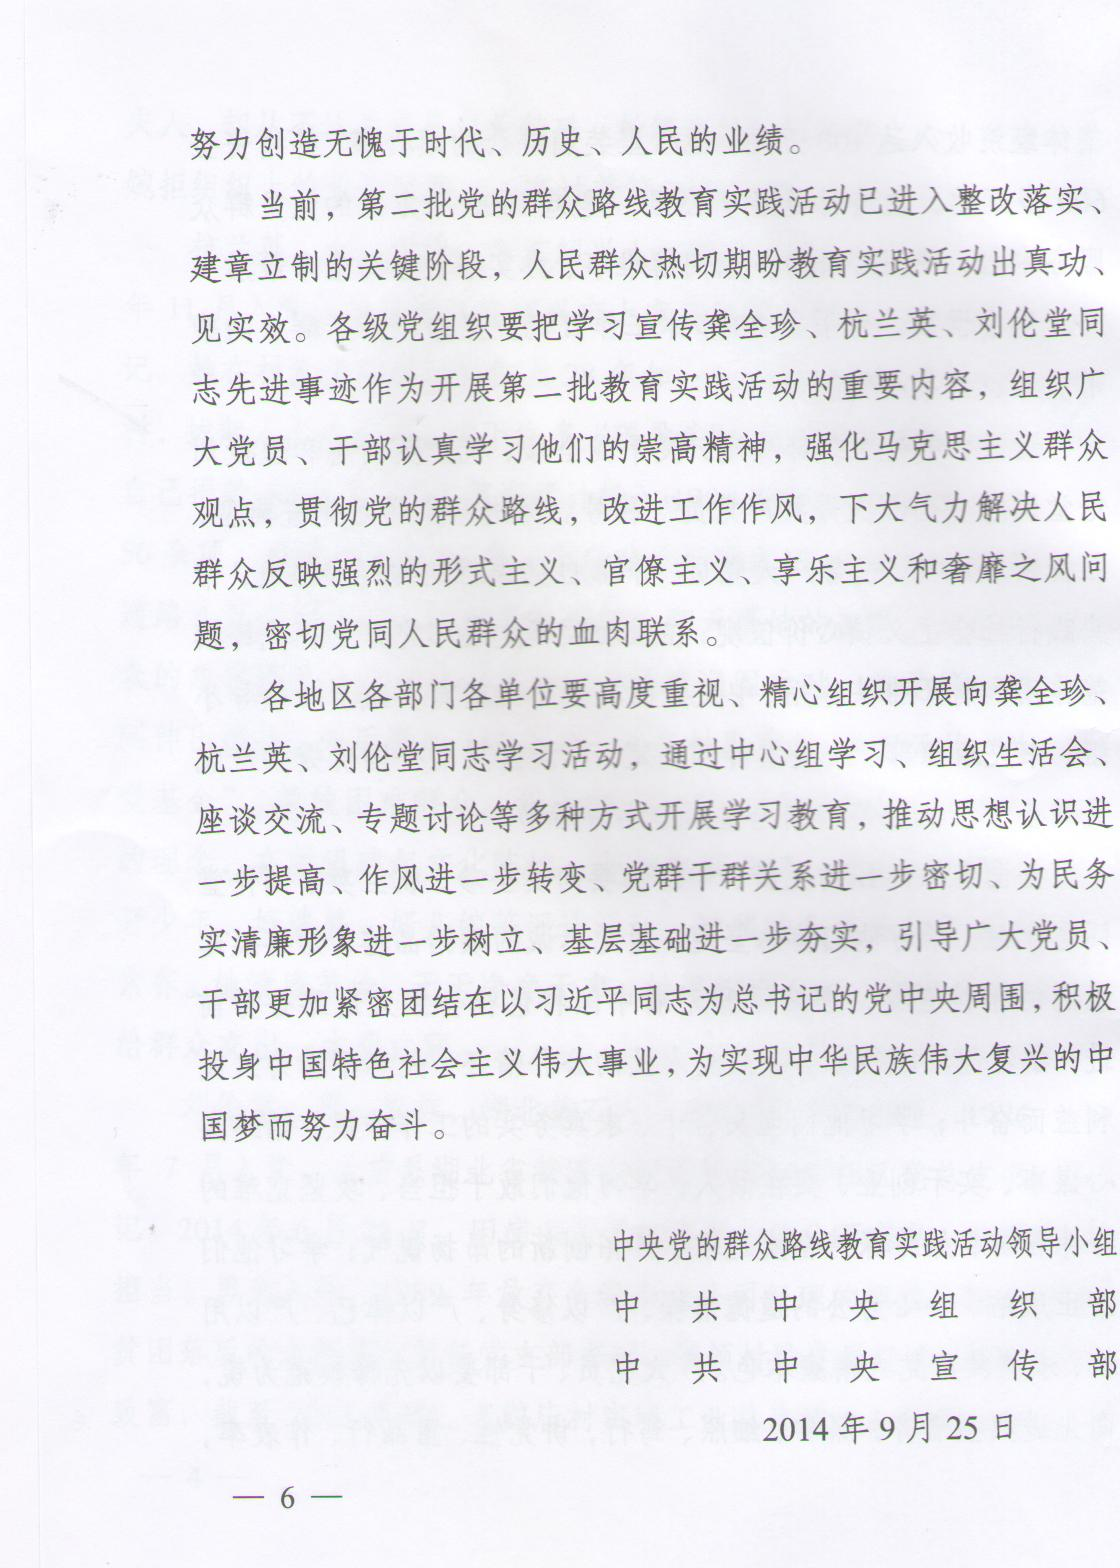 努力创造无愧于时代、历史、人民的业绩。
当前，第二批党的群众路线教育实践活动已进入整改落实、
建章立制的关键阶段，人民群众热切期盼教育实践活动出真功、
见实效。各级党组织要把学习宣传龚全珍、杭兰英、刘伦堂同
志先进事迹作为开展第二批教育实践活动的重要内容，组织广
大党员、干部认真学习他们的崇高精神，强化马克思主义群众
观点，贯彻党的群众路线，改进工作作风，下大气力解决人民
群众反映强烈的形式主义、官僚主义、享乐主义和奢靡之风问
题，密切党同人民群众的血肉联系。
各地区各部门各单位要高度重视、精心组织开展向龚全珍、
杭兰英、刘伦堂同志学习活动，通过中心组学习、组织生活会、
座谈交流、专题讨论等多种方式开展学习教育，推动思想认识进
一步提高、作风进一步转变、党群干群关系进一步密切、为民务
实清廉形象进一步树立、基层基础进一步夯实，引导广大党员、
干部更加紧密团结在以习近平同志为总书记的党中央周围，积极
投身中国特色社会主义伟大事业，为实现中华民族伟大复兴的中
国梦而努力奋斗。
中央党的群众路线教育实践活动领导小组
中共中央组织部
中共中央宣传部
2014年9月25日
— 6 —